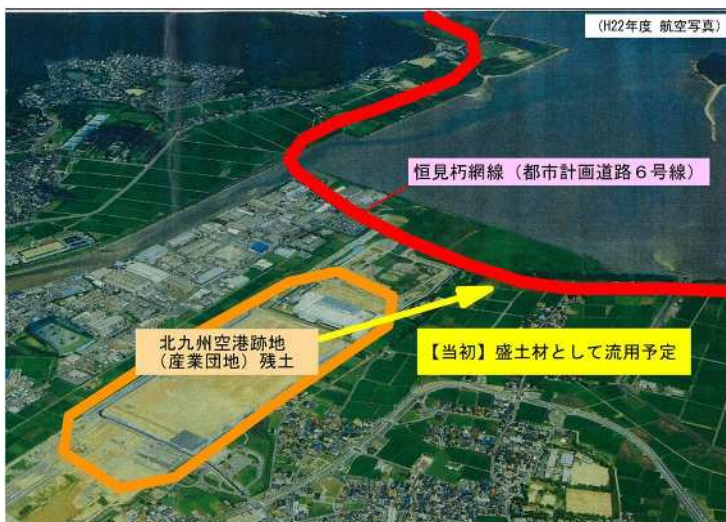 (H22年度 航空写真)
恒見朽網線(都市計画道路6号線)
北九州空港跡地
(産業団地)残土
【当初】盛土材として流用予定